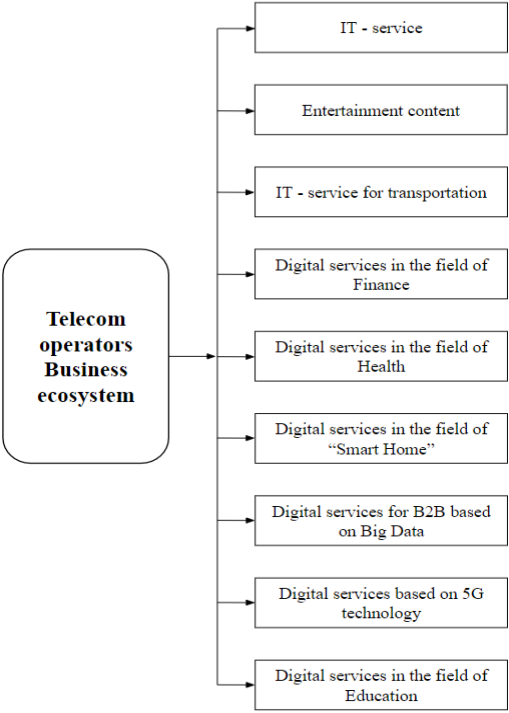 IT - service
Entertainment content
IT - service for transportation
Digital services in the field of
Finance
Telecom
operators
Business
ecosystem
Digital services in the field of
Health
Digital services in the field of
“Smart Home”
Digital services for B2B based
on Big Data
Digital services based on 5G
technology
Digital services in the field of
Education